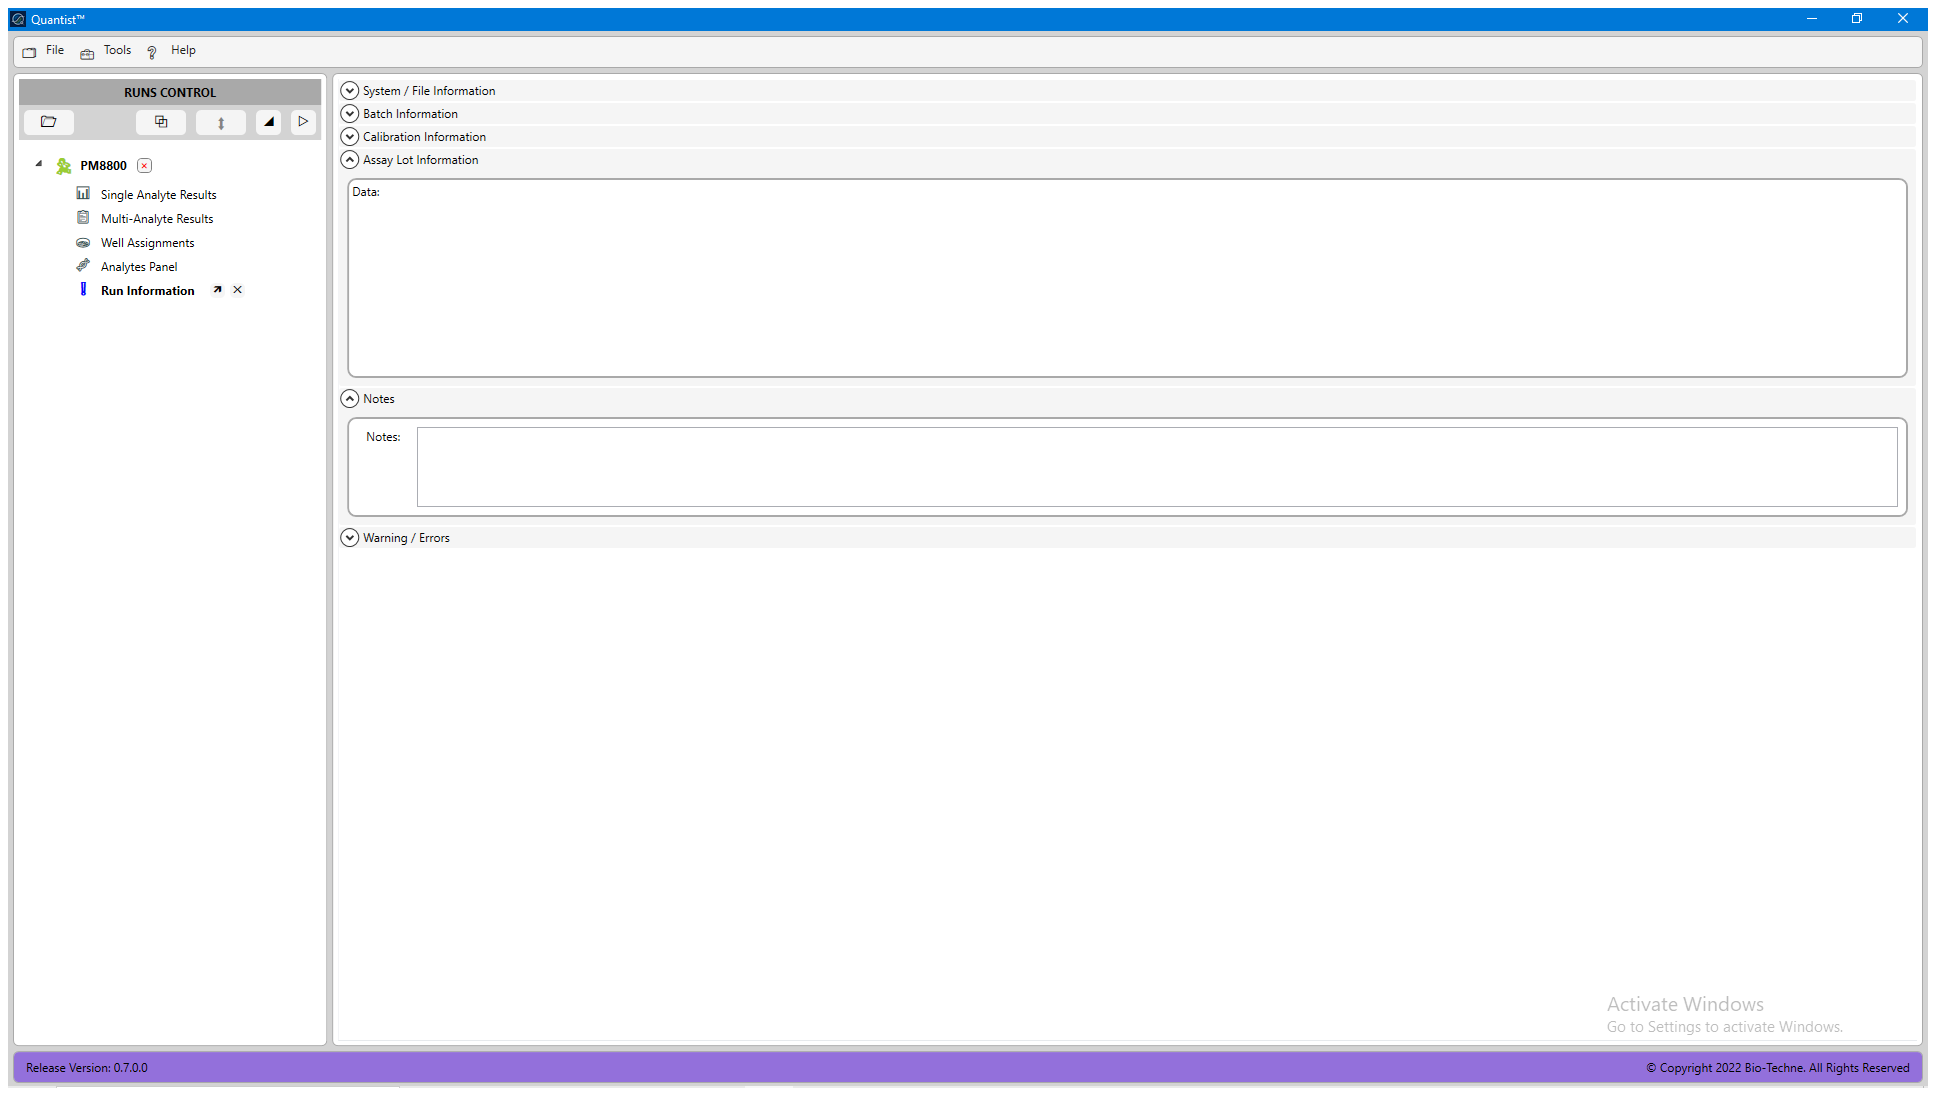 Quantist™
File Tools Help
RUNS CONTROL
PM8800
Single Analyte Results
Multi-Analyte Results
Well Assignments
Analytes Panel
Run Information
System / File Information
Batch Information
Calibration Information
Assay Lot Information
Data:
Notes
Notes:
Warning / Errors
Activate Windows
Go to Settings to activate Windows.
Release Version: 0.7.0.0
© Copyright 2022 Bio-Techne. All Rights Reserved